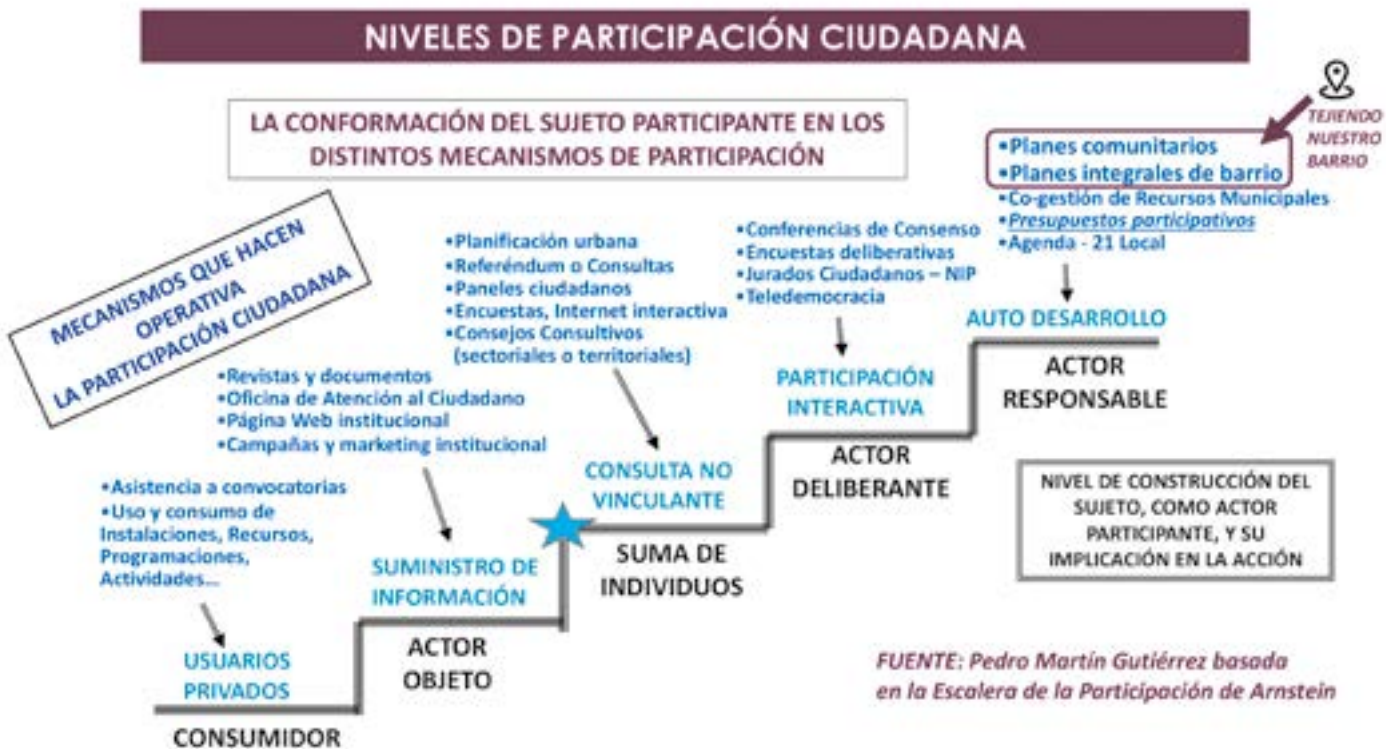 NIVELES DE PARTICIPACIÓN CIUDADANA
LA CONFORMACIÓN DEL SUJETO PARTICIPANTE EN LOS
DISTINTOS MECANISMOS DE PARTICIPACIÓN
TEJIENDO
NUESTRO
BARRIO
MECANISMOS QUE HACEN
OPERATIVA
LA PARTICIPACIÓN CIUDADANA
•Asistencia a convocatorias
•Uso y consumo de
Instalaciones, Recursos,
Programaciones,
Actividades...
USUARIOS
PRIVADOS
CONSUMIDOR
•Revistas y documentos
•Oficina de Atención al Ciudadano
•Página Web institucional
•Campañas y marketing institucional
SUMINISTRO DE
INFORMACIÓN
ACTOR
OBJETO
•Planificación urbana
•Referéndum o Consultas
•Paneles ciudadanos
•Encuestas, Internet interactiva
•Consejos Consultivos
(sectoriales o territoriales)
CONSULTA NO
VINCULANTE
SUMA DE
INDIVIDUOS
•Conferencias de Consenso
•Encuestas deliberativas
•Jurados Ciudadanos – NIP
•Teledemocracia
PARTICIPACIÓN
INTERACTIVA
ACTOR
DELIBERANTE
•Planes comunitarios
•Planes integrales de barrio
•Co-gestión de Recursos Municipales
•Presupuestos participativos
•Agenda - 21 Local
AUTO DESARROLLO
ACTOR
RESPONSABLE
NIVEL DE CONSTRUCCIÓN DEL
SUJETO, COMO ACTOR
PARTICIPANTE, Y SU
IMPLICACIÓN EN LA ACCIÓN
FUENTE: Pedro Martín Gutiérrez basada
en la Escalera de la Participación de Arnstein